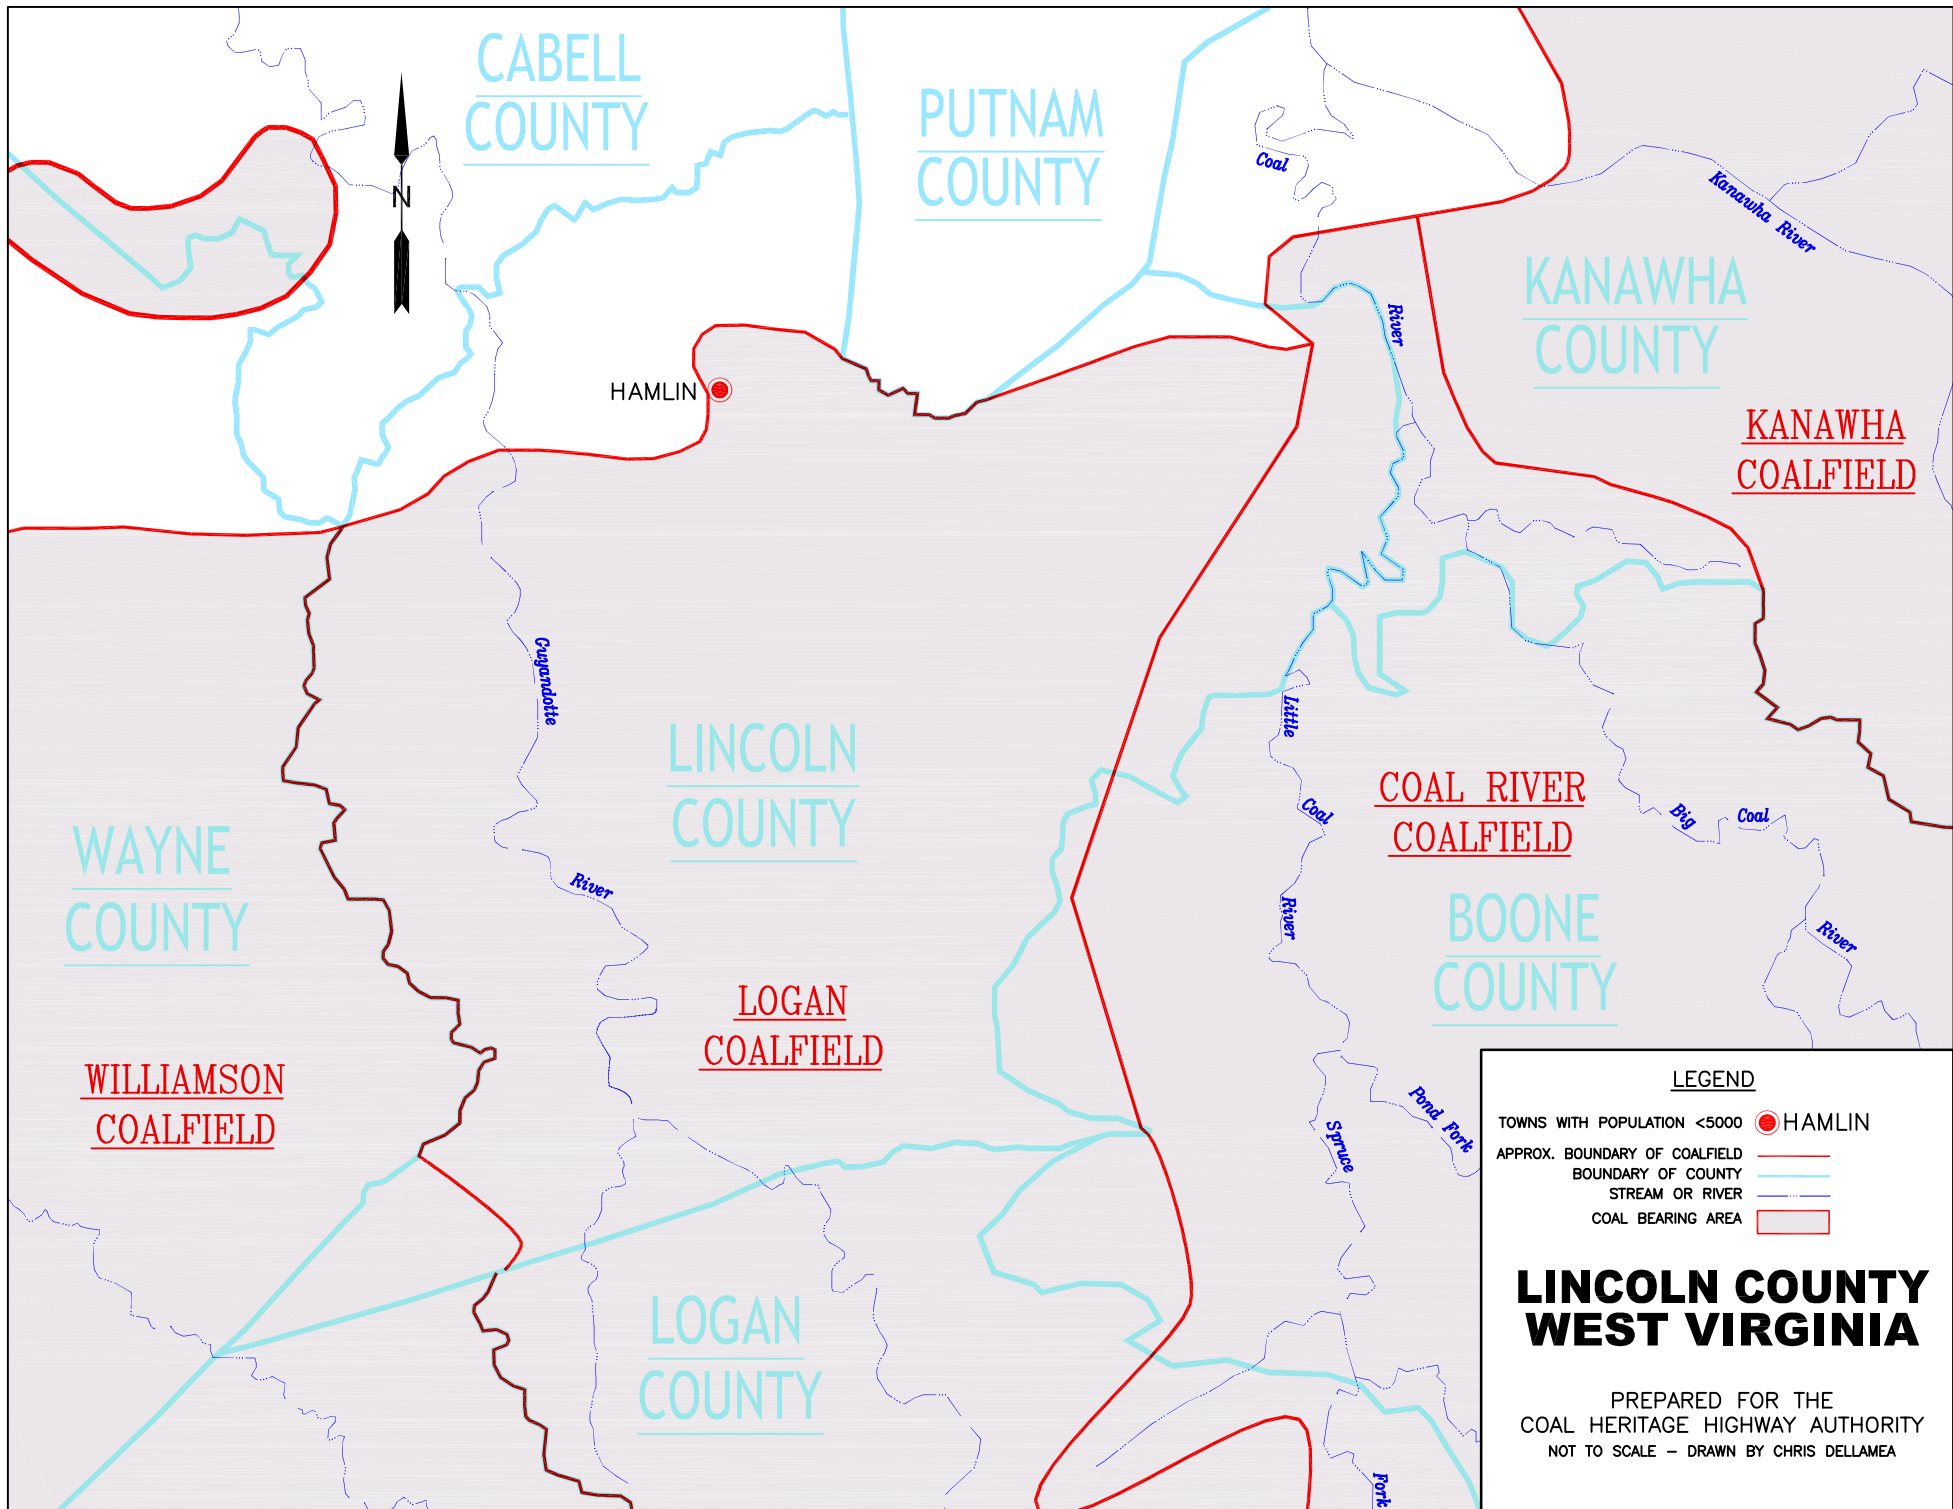 CABELL
COUNTY
PUTNAM
COUNTY
Coal
N
Kanawha River
KANAWHA
COUNTY
River
HAMLIN
KANAWHA
COALFIELD
Guyandotte
River
LINCOLN
COUNTY
Little
Coal
River
COAL RIVER
COALFIELD
Big
Coal
River
WAYNE
COUNTY
BOONE
COUNTY
LOGAN
COALFIELD
WILLIAMSON
COALFIELD
Pond Fork
Spruce
Fork
LOGAN
COUNTY
LEGEND
TOWNS WITH POPULATION <5000 HAMLIN
APPROX. BOUNDARY OF COALFIELD
BOUNDARY OF COUNTY
STREAM OR RIVER
COAL BEARING AREA
LINCOLN COUNTY
WEST VIRGINIA
PREPARED FOR THE
COAL HERITAGE HIGHWAY AUTHORITY
NOT TO SCALE – DRAWN BY CHRIS DELLAMEA